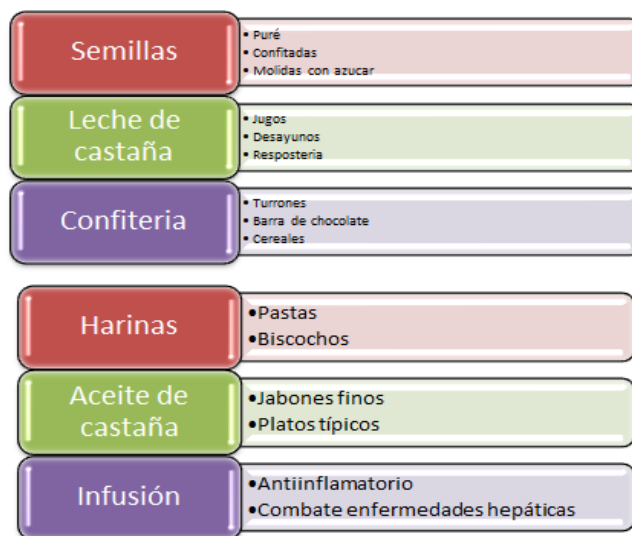 Semillas
• Puré
• Confitadas
• Molidas con azucar
Leche de
castaña
• Jugos
• Desayunos
• Resposteria
Confiteria
• Turrones
• Barra de chocolate
• Cereales
Harinas
•Pastas
•Biscochos
Aceite de
castaña
•Jabones finos
•Platos típicos
Infusión
•Antiinflamatorio
•Combate enfermedades hepáticas